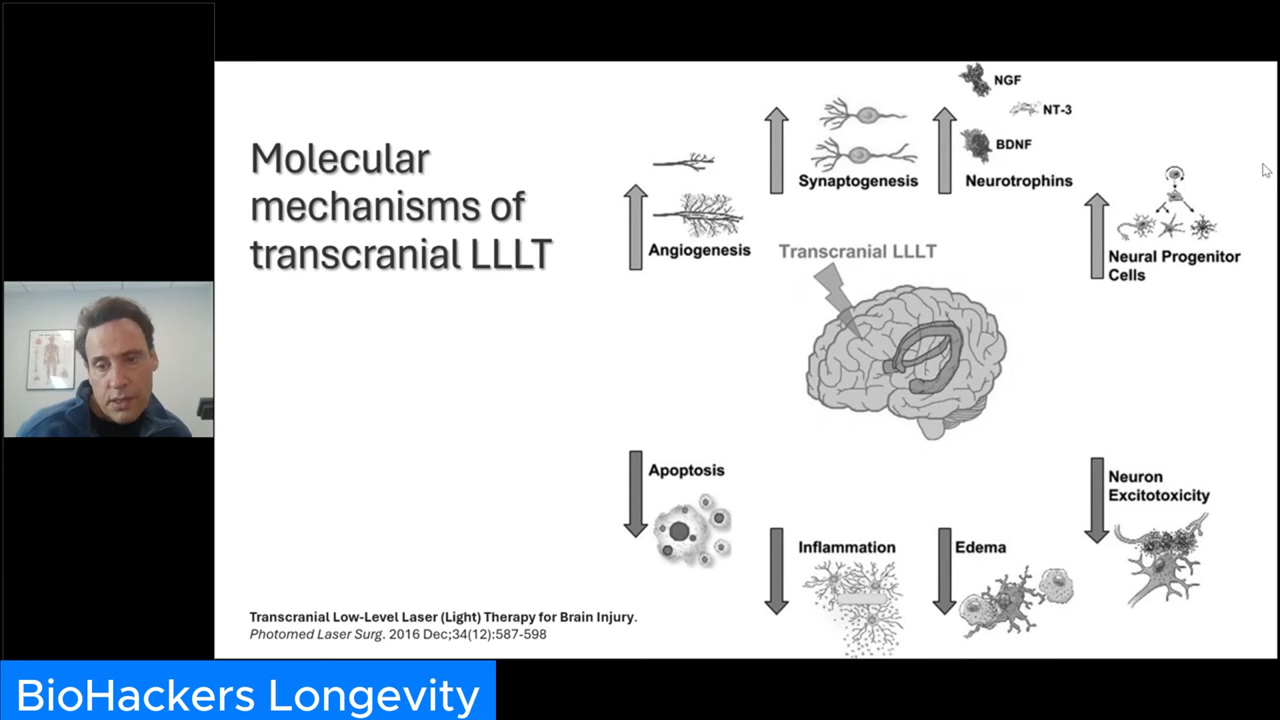 Molecular
mechanisms of
transcranial LLLT
NGF
NT-3
BDNF
Synaptogenesis
Neurotrophins
Angiogenesis
Neural Progenitor
Cells
Transcranial LLLT
Apoptosis
Neuron
Excitotoxicity
Inflammation
Edema
Transcranial Low-Level Laser (Light) Therapy for Brain Injury.
Photomed Laser Surg. 2016 Dec;34(12):587-598
BioHackers Longevity